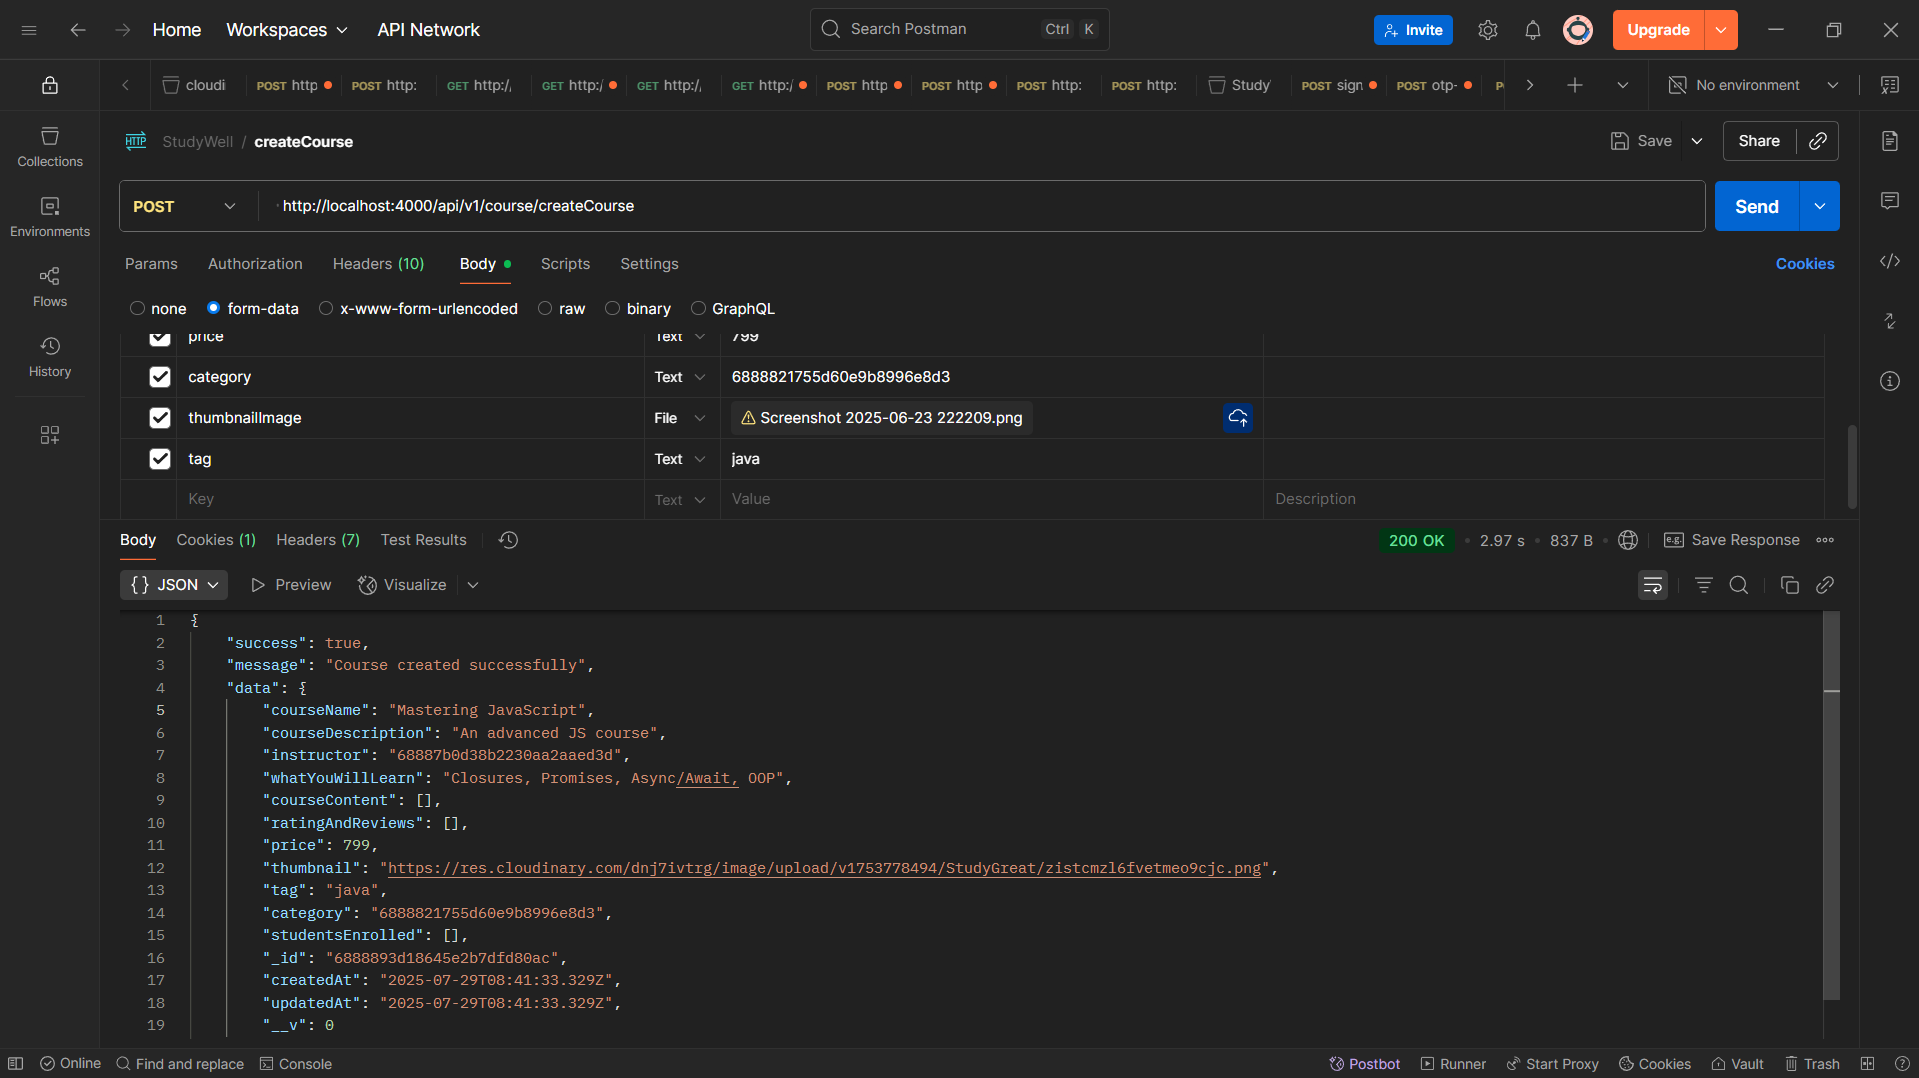 Home
Workspaces
API Network
Search Postman
Ctrl K
Invite
Upgrade
cloudi
POST http
POST http:
GET http:/
GET http:/
GET http:/
GET http:/
POST http
POST http
POST http:
POST http:
Study
POST sign
POST otp-
No environment
Collections
Environments
Flows
History
HTTP
StudyWell / createCourse
Save
Share
POST
http://localhost:4000/api/v1/course/createCourse
Send
Params
Authorization
Headers (10)
Body
Scripts
Settings
Cookies
none
form-data
x-www-form-urlencoded
raw
binary
GraphQL
price Text 799
category Text 6888821755d60e9b8996e8d3
thumbnailImage File Screenshot 2025-06-23 222209.png
tag Text java
Key Text Value Description
Body
Cookies (1)
Headers (7)
Test Results
200 OK
2.97 s
837 B
e.g. Save Response
{} JSON
Preview
Visualize
1 {
2 "success": true,
3 "message": "Course created successfully",
4 "data": {
5 "courseName": "Mastering JavaScript",
6 "courseDescription": "An advanced JS course",
7 "instructor": "68887b0d38b2230aa2aaed3d",
8 "whatYouWillLearn": "Closures, Promises, Async/Await, OOP",
9 "courseContent": [],
10 "ratingAndReviews": [],
11 "price": 799,
12 "thumbnail": "https://res.cloudinary.com/dnj7ivtrg/image/upload/v1753778494/StudyGreat/zistcmzl6fvetmeo9cjc.png",
13 "tag": "java",
14 "category": "6888821755d60e9b8996e8d3",
15 "studentsEnrolled": [],
16 "_id": "6888893d18645e2b7dfd80ac",
17 "createdAt": "2025-07-29T08:41:33.329Z",
18 "updatedAt": "2025-07-29T08:41:33.329Z",
19 "__v": 0
Online
Find and replace
Console
Postbot
Runner
Start Proxy
Cookies
Vault
Trash